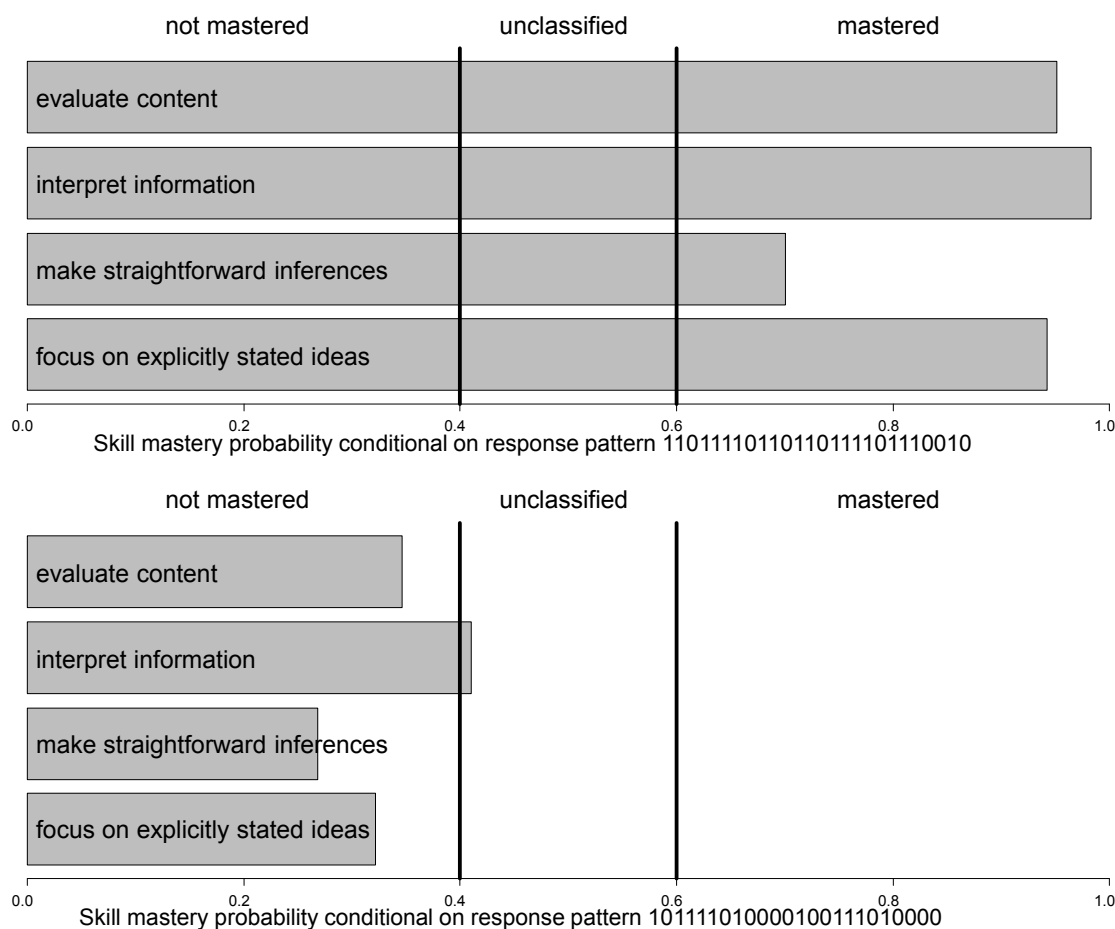 not mastered unclassified mastered
evaluate content
interpret information
make straightforward inferences
focus on explicitly stated ideas
0.0 0.2 0.4 0.6 0.8 1.0
Skill mastery probability conditional on response pattern 11011110110110111101110010
not mastered unclassified mastered
evaluate content
interpret information
make straightforward inferences
focus on explicitly stated ideas
0.0 0.2 0.4 0.6 0.8 1.0
Skill mastery probability conditional on response pattern 1011111010000100111010000